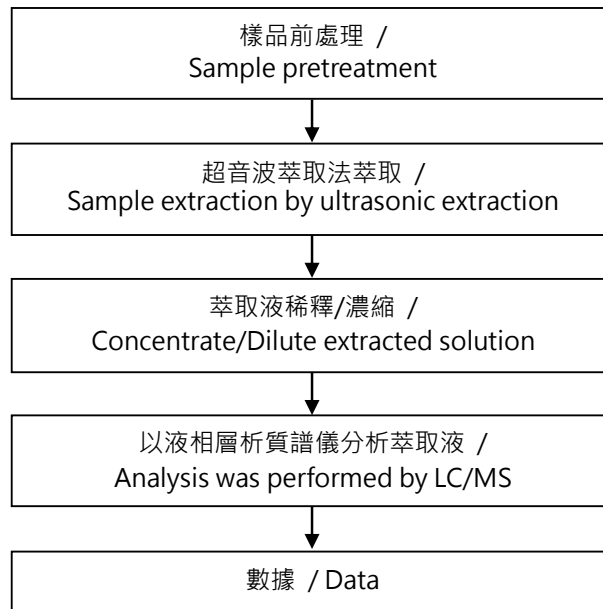 樣品前處理 /
Sample pretreatment
超音波萃取法萃取 /
Sample extraction by ultrasonic extraction
萃取液稀釋/濃縮 /
Concentrate/Dilute extracted solution
以液相層析質譜儀分析萃取液 /
Analysis was performed by LC/MS
數據 / Data